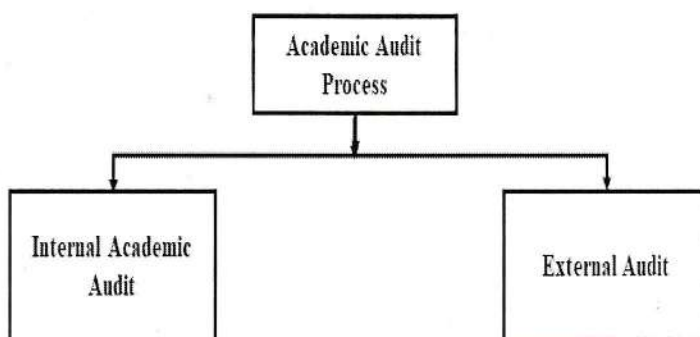 Academic Audit
Process
Internal Academic
Audit
External Audit